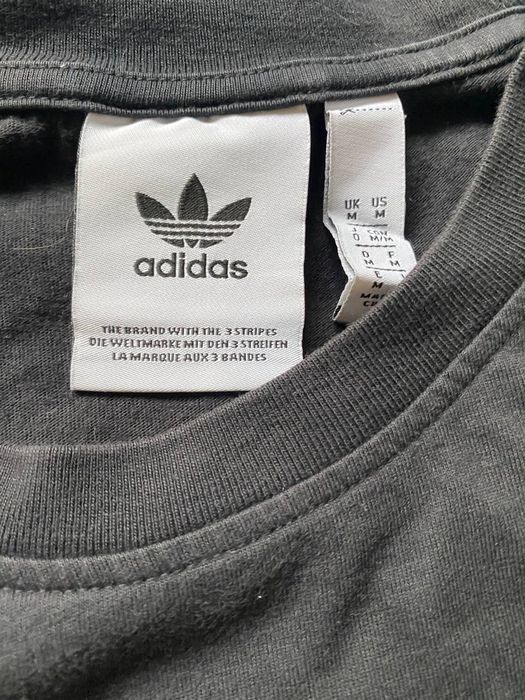 adidas
THE BRAND WITH THE 3 STRIPES
DIE WELTMARKE MIT DEN 3 STREIFEN
LA MARQUE AUX 3 BANDES
UK US
M M
J
O M/M
D F
M M
E
M